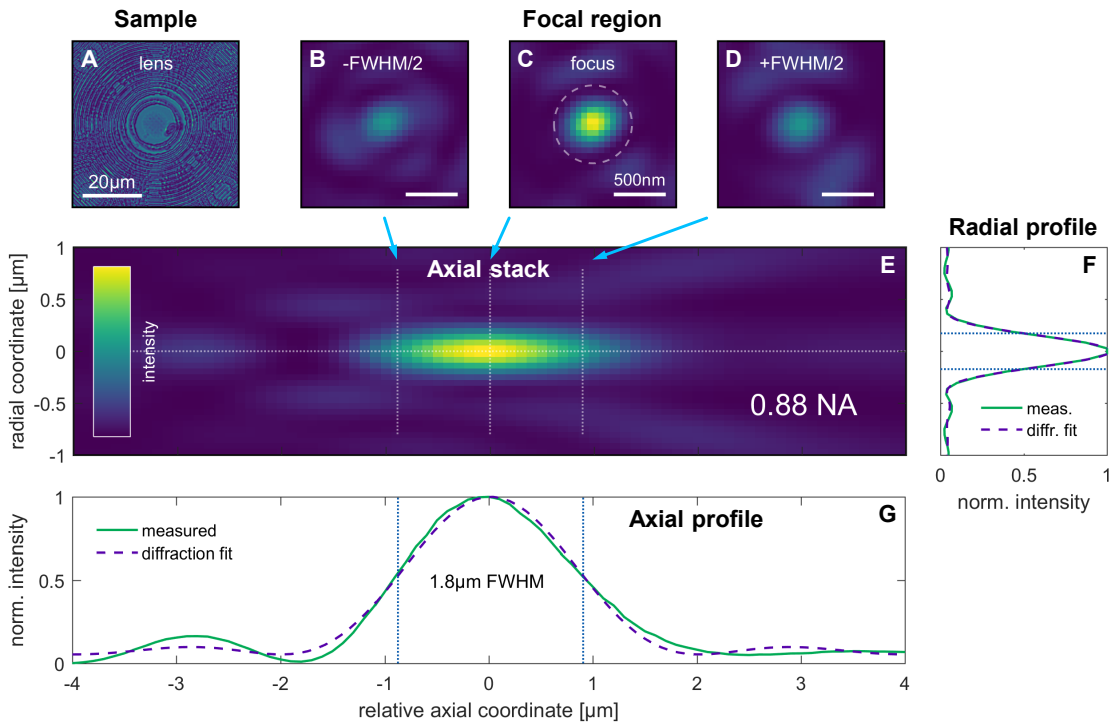 Sample
Focal region
A
lens
20µm
B
-FWHM/2
C
focus
500nm
D
+FWHM/2
radial coordinate [µm]
1
0.5
0
-0.5
-1
intensity
Axial stack
E
0.88 NA
Radial profile
F
meas.
diffr. fit
0
0.5
1
norm. intensity
norm. intensity
1
0.5
0
measured
diffraction fit
Axial profile
G
1.8µm FWHM
-4
-3
-2
-1
0
1
2
3
4
relative axial coordinate [µm]